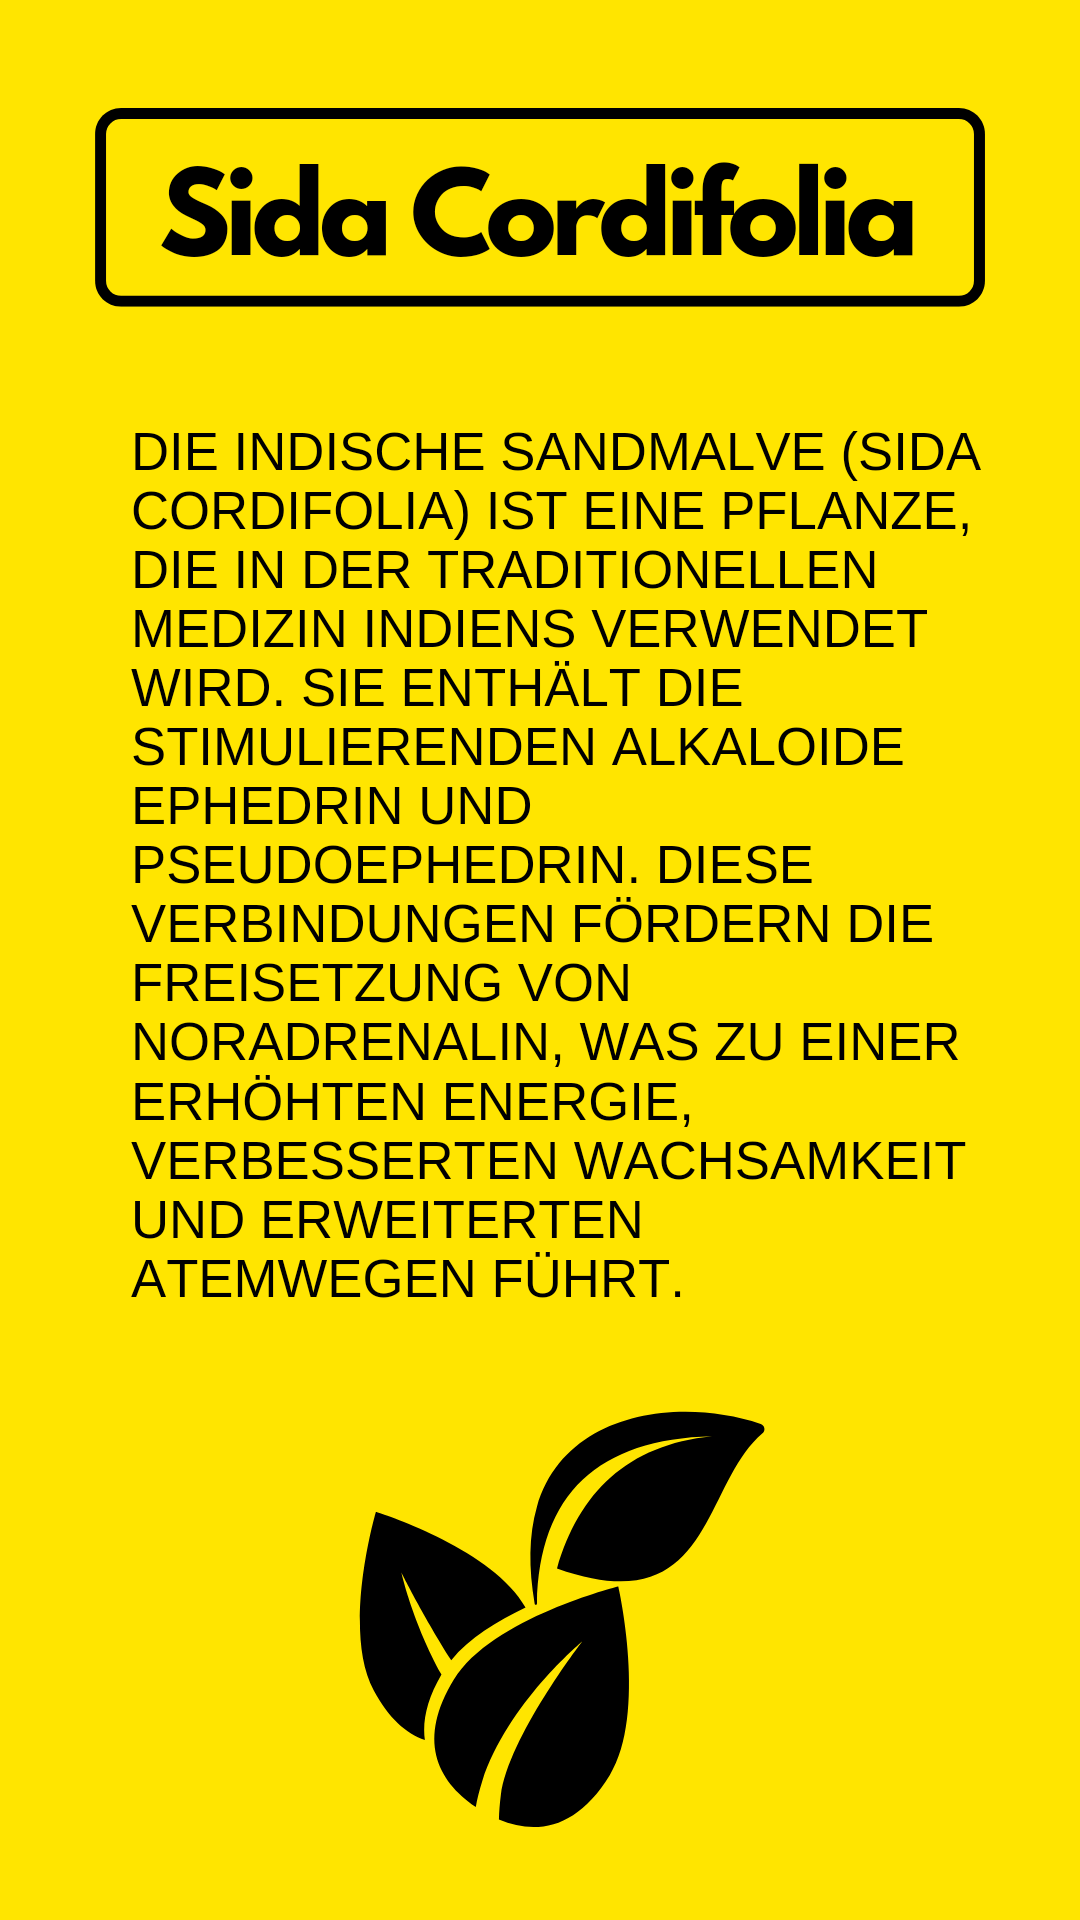 Sida Cordifolia
DIE INDISCHE SANDMALVE (SIDA
CORDIFOLIA) IST EINE PFLANZE,
DIE IN DER TRADITIONELLEN
MEDIZIN INDIENS VERWENDET
WIRD. SIE ENTHÄLT DIE
STIMULIERENDEN ALKALOIDE
EPHEDRIN UND
PSEUDOEPHEDRIN. DIESE
VERBINDUNGEN FÖRDERN DIE
FREISETZUNG VON
NORADRENALIN, WAS ZU EINER
ERHÖHTEN ENERGIE,
VERBESSERTEN WACHSAMKEIT
UND ERWEITERTEN
ATEMWEGEN FÜHRT.